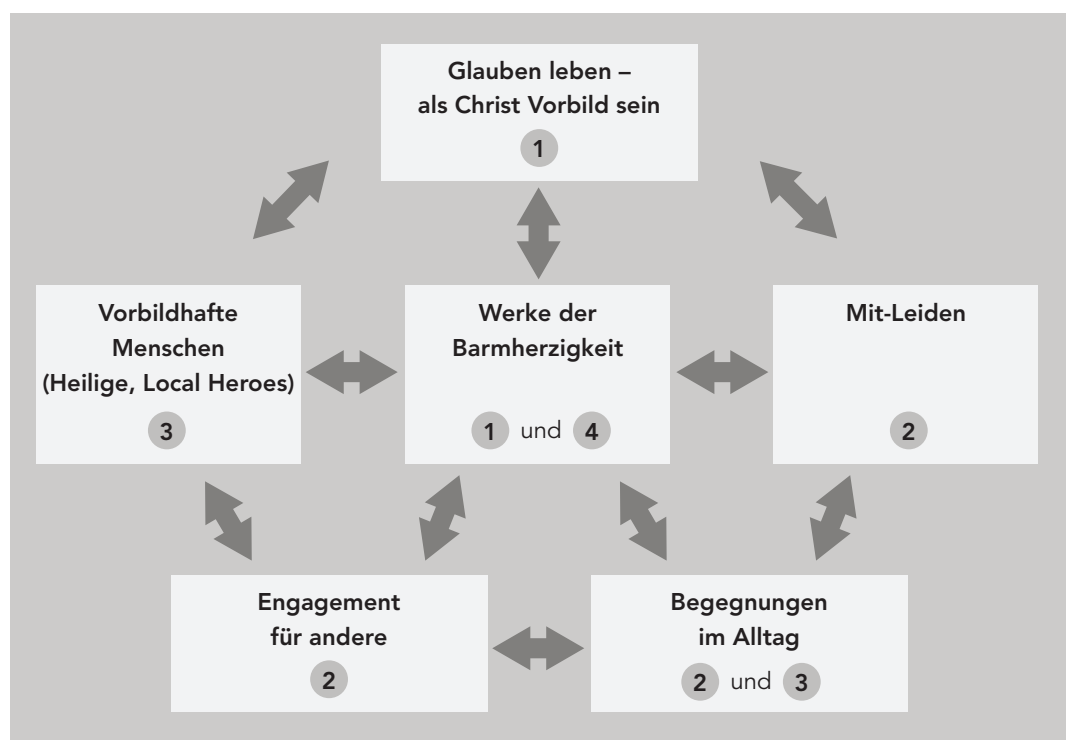 Glauben leben –
als Christ Vorbild sein
1
Vorbildhafte
Menschen
(Heilige, Local Heroes)
3
Werke der
Barmherzigkeit
1 und 4
Mit-Leiden
2
Engagement
für andere
2
Begegnungen
im Alltag
2 und 3